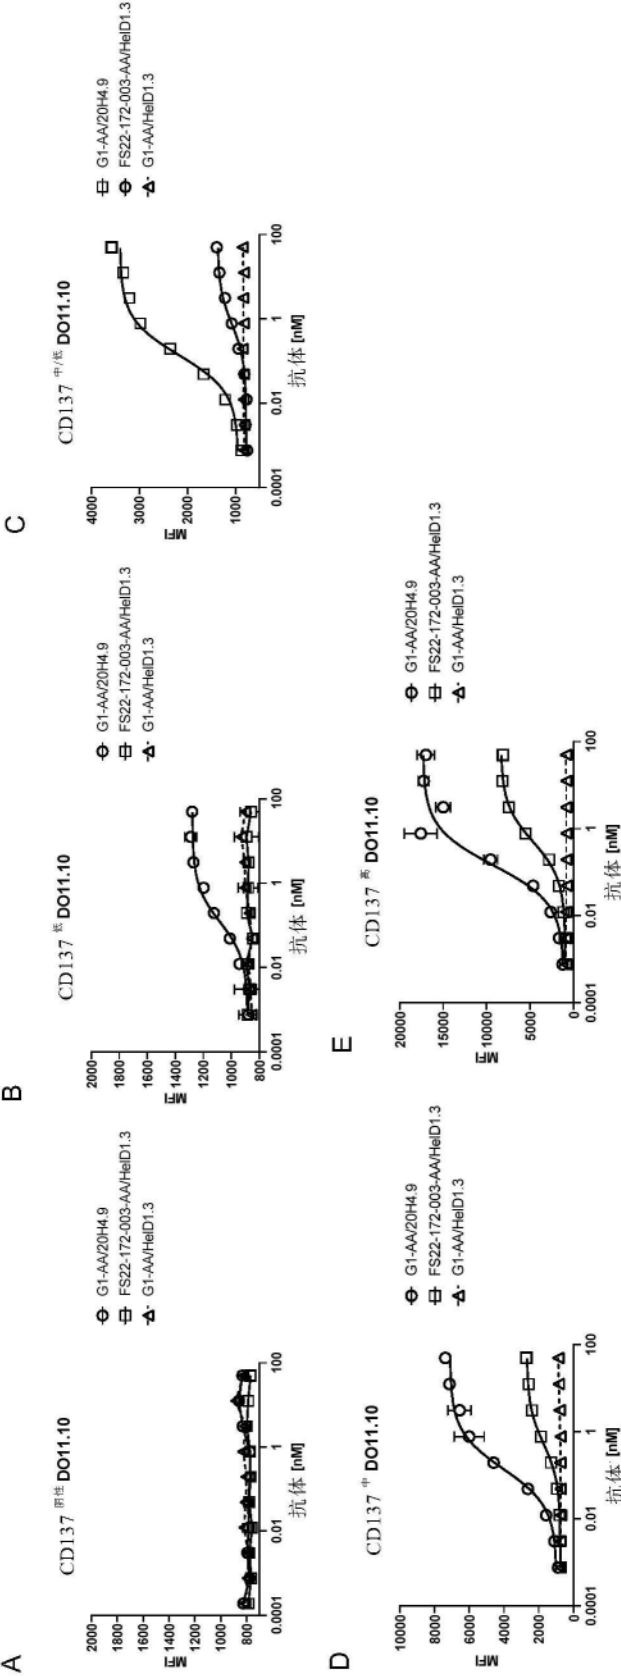 A
CD137 阴性 DO11.10
2000
1800
1600
1400
1200
1000
800
600
MFI
0.0001
0.01
1
100
抗体 [nM]
G1-AA/20H4.9
FS22-172-003-AA/HelD1.3
G1-AA/HelD1.3
B
CD137 低 DO11.10
2000
1800
1600
1400
1200
1000
800
MFI
0.0001
0.01
1
100
抗体 [nM]
G1-AA/20H4.9
FS22-172-003-AA/HelD1.3
G1-AA/HelD1.3
C
CD137 中/低 DO11.10
4000
3000
2000
1000
MFI
0.0001
0.01
1
100
抗体 [nM]
G1-AA/20H4.9
FS22-172-003-AA/HelD1.3
G1-AA/HelD1.3
D
CD137 中 DO11.10
10000
8000
6000
4000
2000
0
MFI
0.0001
0.01
1
100
抗体 [nM]
G1-AA/20H4.9
FS22-172-003-AA/HelD1.3
G1-AA/HelD1.3
E
CD137 高 DO11.10
20000
15000
10000
5000
0
MFI
0.0001
0.01
1
100
抗体 [nM]
G1-AA/20H4.9
FS22-172-003-AA/HelD1.3
G1-AA/HelD1.3